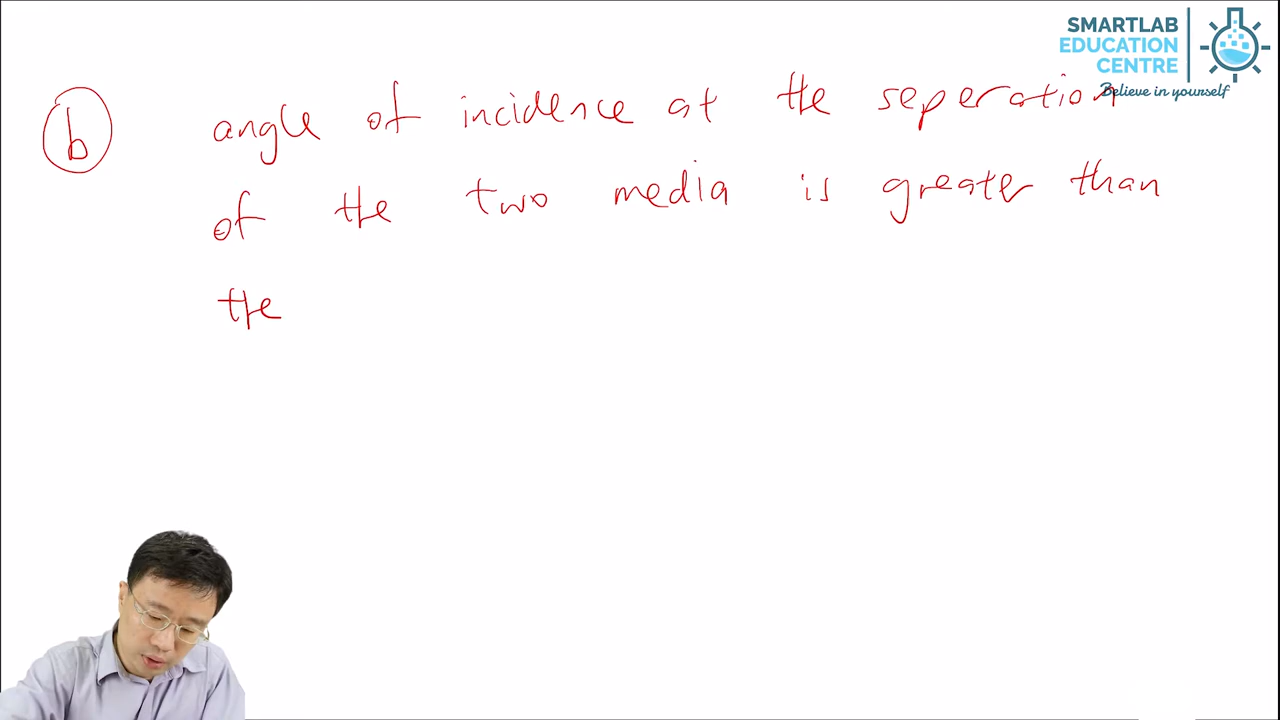 SMARTLAB
EDUCATION
CENTRE
Believe in yourself
b angle of incidence at the seperation
of the two media is greater than
the